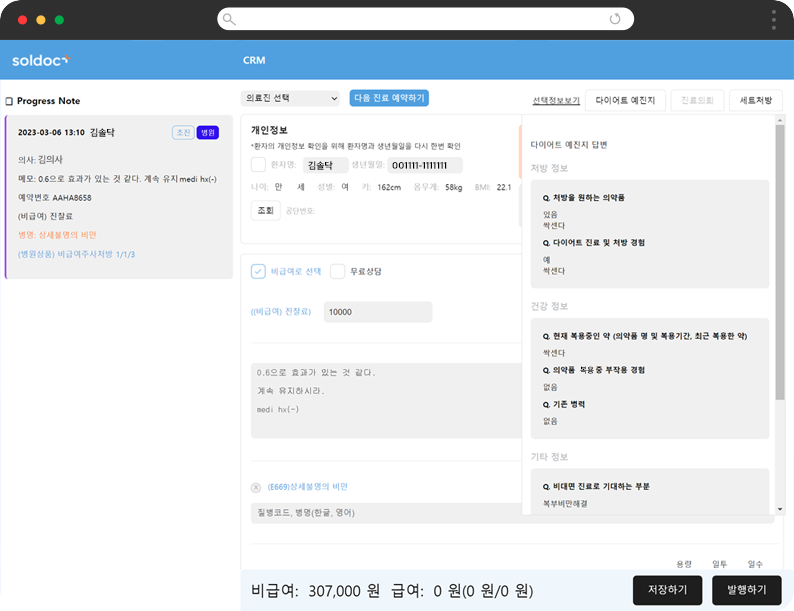 soldoc
CRM
Progress Note
의료진 선택
다음 진료 예약하기
선택정보보기
다이어트 예진지
진료의뢰
세트처방
2023-03-06 13:10 김솔닥
초진
병원
의사: 김의사
메모: 0.6으로 효과가 있는 것 같다. 계속 유지medi hx(-)
예약번호 AAHA8658
(비급여) 진찰료
병명: 상세불명의 비만
(병원상품) 비급여주사처방 1/1/3
개인정보
*환자의 개인정보 확인을 위해 환자명과 생년월일을 다시 한번 확인
환자명: 김솔닥 생년월일: 001111-1111111
나이: 만 세 성별: 여 키: 162cm 몸무게: 58kg BMI: 22.1
조회 공단번호:
비급여로 선택 무료상담
((비급여) 진찰료) 10000
0.6으로 효과가 있는 것 같다.
계속 유지하시라.
medi hx(-)
(E669)상세불명의 비만
질병코드, 병명(한글, 영어)
다이어트 예진지 답변
처방 정보
Q. 처방을 원하는 의약품
있음
싹센다
Q. 다이어트 진료 및 처방 경험
예
싹센다
건강 정보
Q. 현재 복용중인 약 (의약품 명 및 복용기간, 최근 복용한 약)
싹센다
Q. 의약품 복용중 부작용 경험
없음
Q. 기존 병력
없음
기타 정보
Q. 비대면 진료로 기대하는 부분
복부비만해결
용량 일투 일수
비급여: 307,000 원 급여: 0 원(0 원/0 원)
저장하기
발행하기